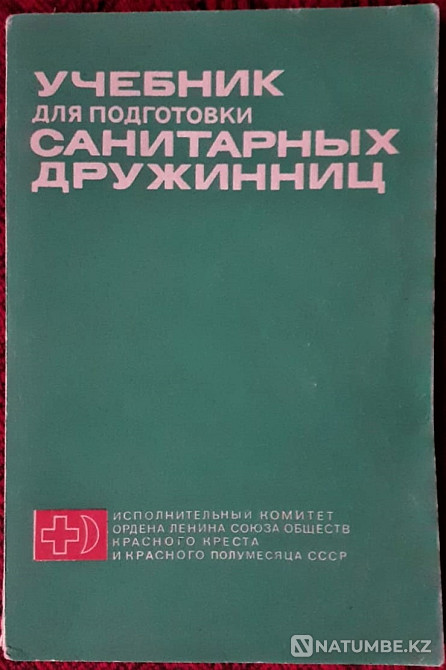 УЧЕБНИК
ДЛЯ ПОДГОТОВКИ
САНИТАРНЫХ
ДРУЖИННИЦ
ИСПОЛНИТЕЛЬНЫЙ КОМИТЕТ
ОРДЕНА ЛЕНИНА СОЮЗА ОБЩЕСТВ
КРАСНОГО КРЕСТА
И КРАСНОГО ПОЛУМЕСЯЦА СССР
NATUMBE.KZ